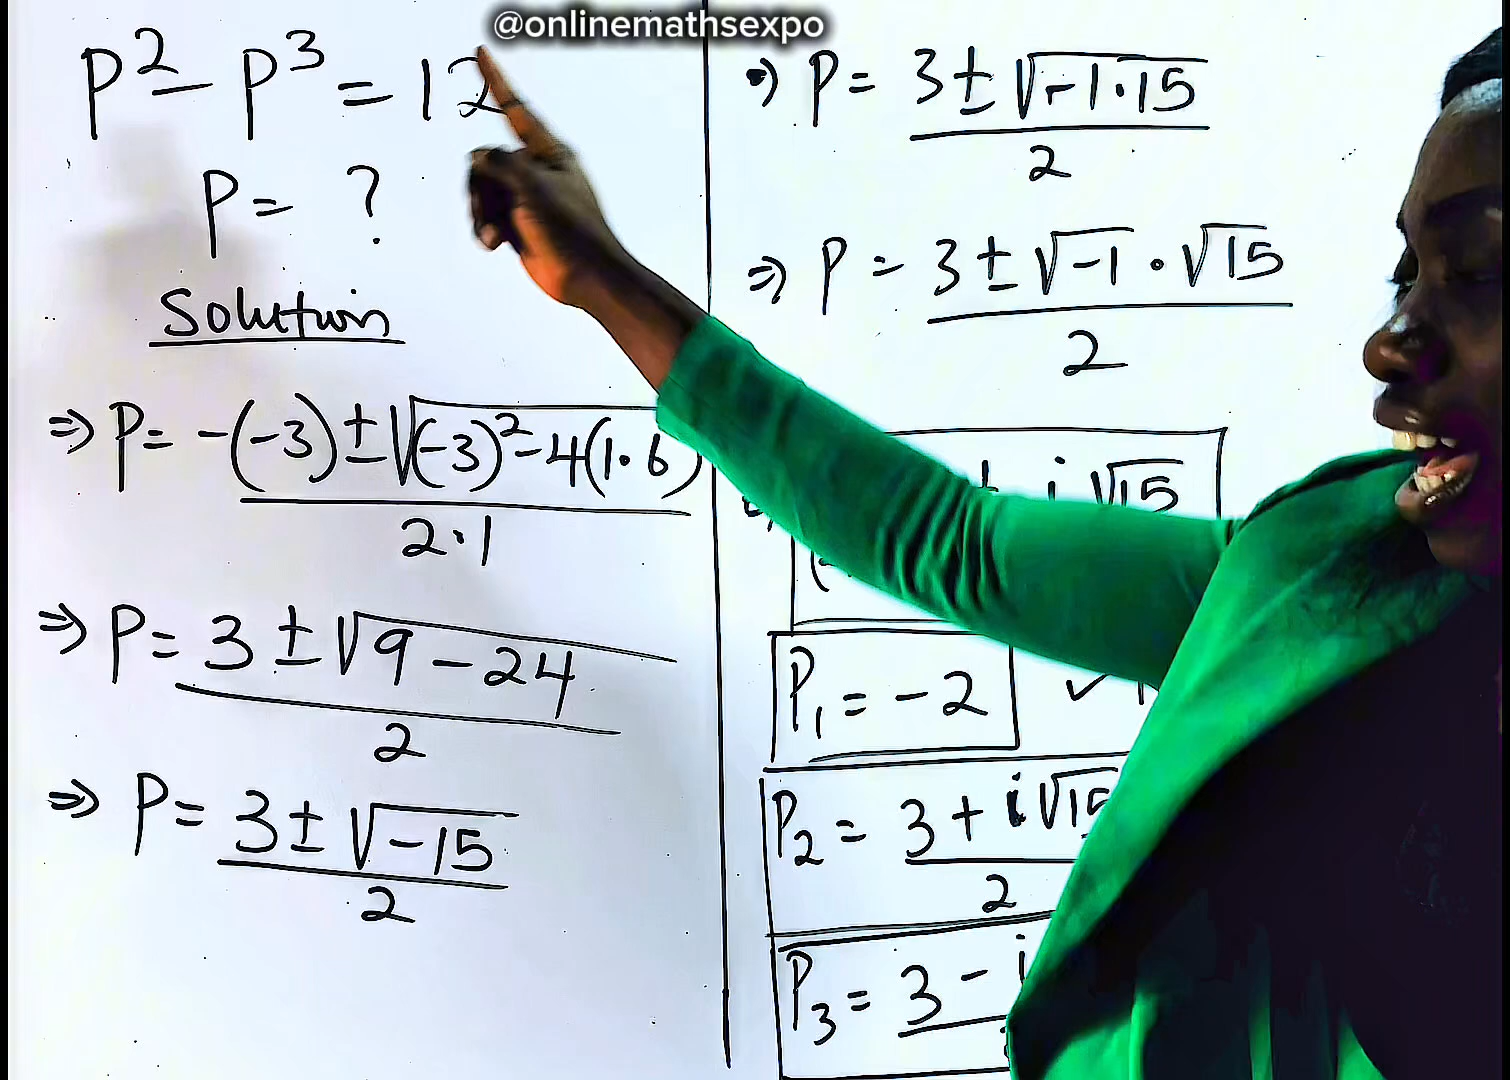 @onlinemathsexpo
P² - P³ = 12
P = ?
Solution
⇒ P = -(-3) ± √(-3)² - 4(1·6)
2·1
⇒ P = 3 ± √9 - 24
2
⇒ P = 3 ± √-15
2
⇒ P = 3 ± √-1·15
2
⇒ P = 3 ± √-1 · √15
2
i √15
P₁ = -2 ✓
P₂ = 3 + i√15
2
P₃ = 3 - i